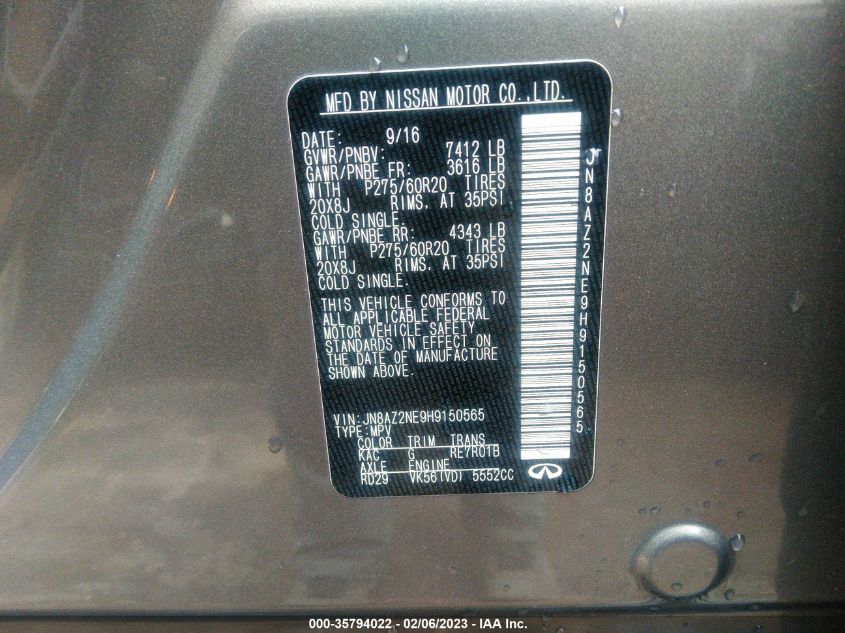 MFD BY NISSAN MOTOR CO.,LTD.
DATE: 9/16
GVWR/PNBV: 7412 LB
GAWR/PNBE FR: 3616 LB
WITH P275/60R20 TIRES
20X8J RIMS. AT 35PSI
COLD SINGLE.
GAWR/PNBE RR: 4343 LB
WITH P275/60R20 TIRES
20X8J RIMS. AT 35PSI
COLD SINGLE.
THIS VEHICLE CONFORMS TO
ALL APPLICABLE FEDERAL
MOTOR VEHICLE SAFETY
STANDARDS IN EFFECT ON
THE DATE OF MANUFACTURE
SHOWN ABOVE.
VIN:JN8AZ2NE9H9150565
TYPE:MPV
COLOR TRIM TRANS
KAC G RE7R01B
AXLE ENGINE
RD29 VK56(VD) 5552CC
JN8AZ2NE9H9150565
000-35794022 - 02/06/2023 - IAA Inc.